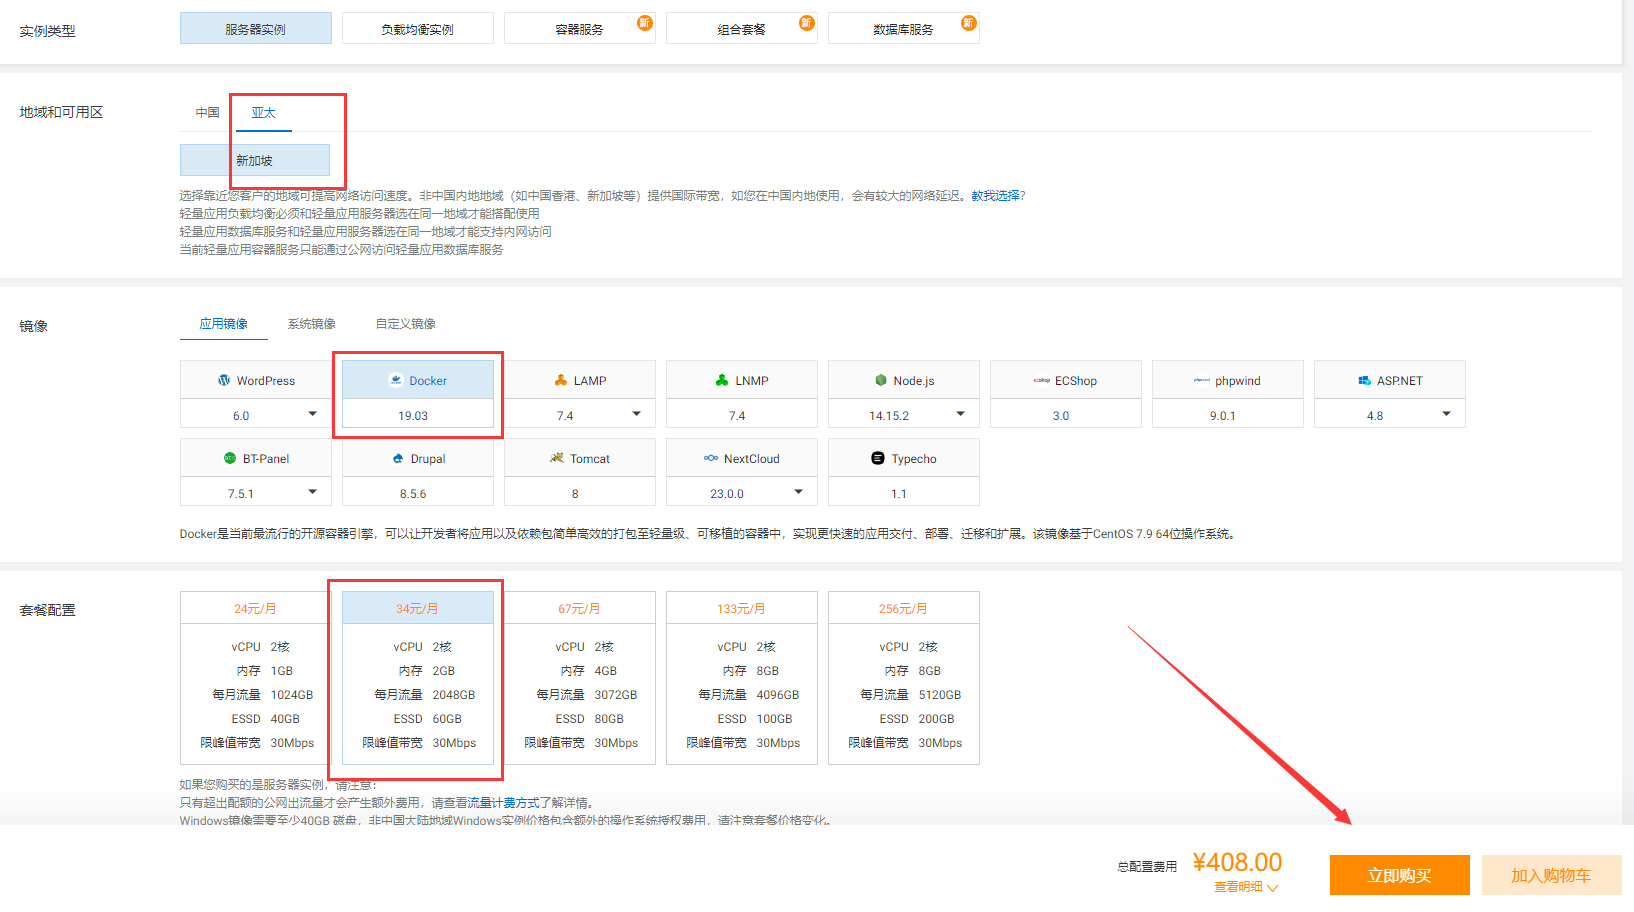 实例类型
服务器实例
负载均衡实例
容器服务
新
组合套餐
新
数据库服务
新
地域和可用区
中国
亚太
新加坡
选择靠近您客户的地域可提高网络访问速度。非中国内地地域（如中国香港、新加坡等）提供国际带宽，如您在中国内地使用，会有较大的网络延迟。教我选择?
轻量应用负载均衡必须和轻量应用服务器选在同一地域才能搭配使用
轻量应用数据库服务和轻量应用服务器选在同一地域才能支持内网访问
当前轻量应用容器服务只能通过公网访问轻量应用数据库服务
镜像
应用镜像
系统镜像
自定义镜像
WordPress
Docker
LAMP
LNMP
Node.js
ECShop
phpwind
ASP.NET
6.0
19.03
7.4
7.4
14.15.2
3.0
9.0.1
4.8
BT-Panel
Drupal
Tomcat
NextCloud
Typecho
7.5.1
8.5.6
8
23.0.0
1.1
Docker是当前最流行的开源容器引擎，可以让开发者将应用以及依赖包简单高效的打包至轻量级、可移植的容器中，实现更快速的应用交付、部署、迁移和扩展。该镜像基于CentOS 7.9 64位操作系统。
套餐配置
24元/月
vCPU 2核
内存 1GB
每月流量 1024GB
ESSD 40GB
限峰值带宽 30Mbps
34元/月
vCPU 2核
内存 2GB
每月流量 2048GB
ESSD 60GB
限峰值带宽 30Mbps
67元/月
vCPU 2核
内存 4GB
每月流量 3072GB
ESSD 80GB
限峰值带宽 30Mbps
133元/月
vCPU 2核
内存 8GB
每月流量 4096GB
ESSD 100GB
限峰值带宽 30Mbps
256元/月
vCPU 2核
内存 8GB
每月流量 5120GB
ESSD 200GB
限峰值带宽 30Mbps
如果您购买的是服务器实例，请注意：
只有超出配额的公网出流量才会产生额外费用，请查看流量计费方式了解详情。
Windows镜像需要至少40GB 磁盘，非中国大陆地域Windows实例价格包含额外的操作系统授权费用，请注意套餐价格变化。
总配置费用
¥408.00
查看明细
立即购买
加入购物车